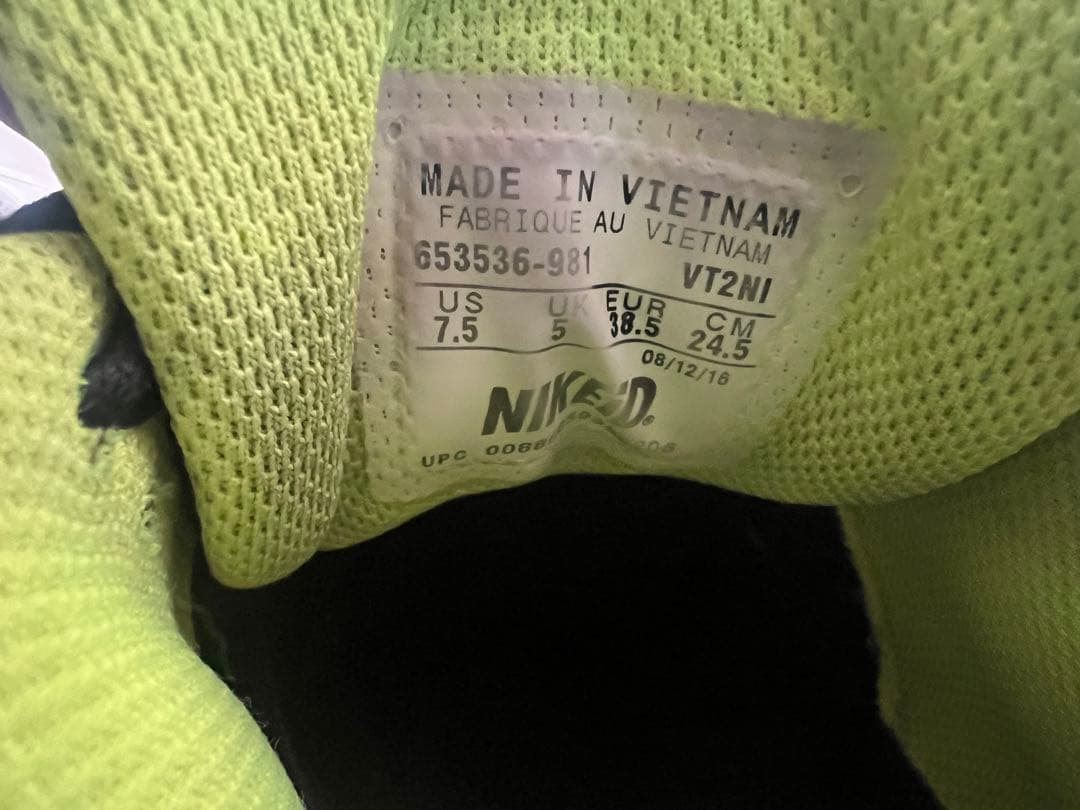 MADE IN VIETNAM
FABRIQUE AU VIETNAM
653536-981 VT2NI
US UK EUR CM
7.5 5 38.5 24.5
08/12/16
NIKEiD.
UPC